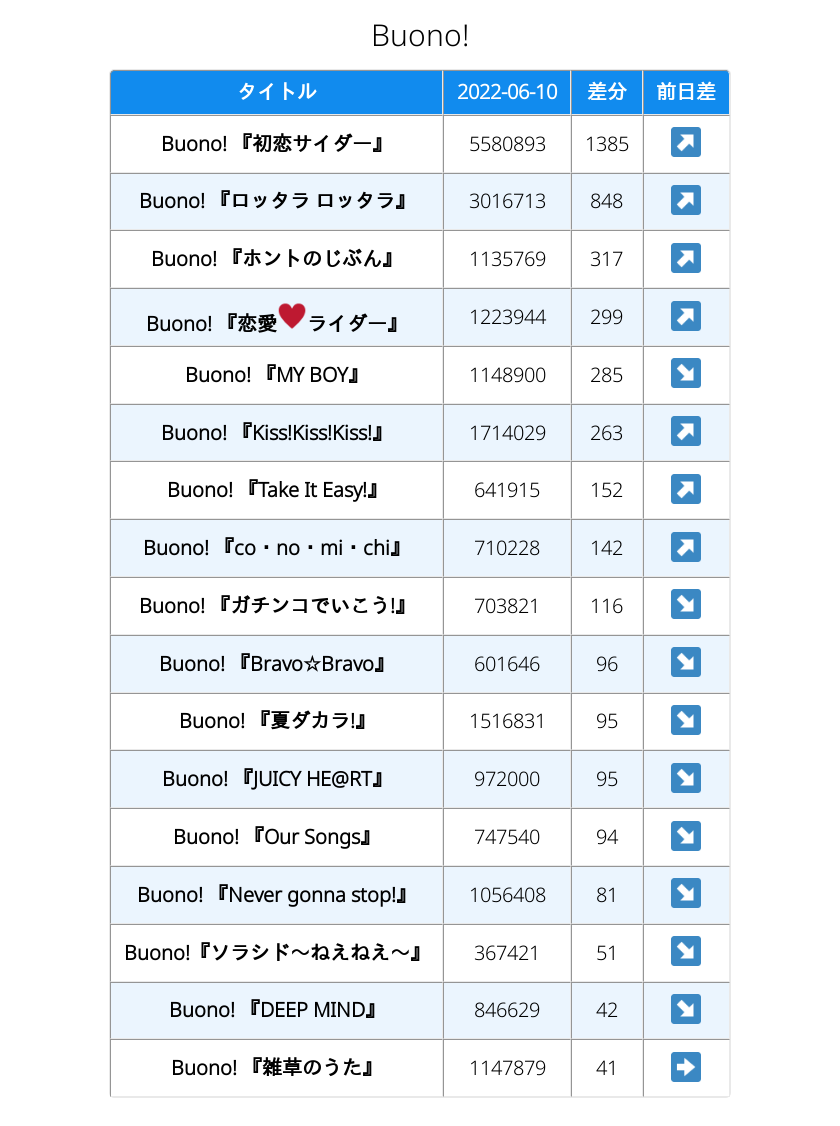 Buono!
タイトル 2022-06-10 差分 前日差
Buono! 『初恋サイダー』 5580893 1385 ↗
Buono! 『ロッタラ ロッタラ』 3016713 848 ↗
Buono! 『ホントのじぶん』 1135769 317 ↗
Buono! 『恋愛♥ライダー』 1223944 299 ↗
Buono! 『MY BOY』 1148900 285 ↘
Buono! 『Kiss!Kiss!Kiss!』 1714029 263 ↗
Buono! 『Take It Easy!』 641915 152 ↗
Buono! 『co・no・mi・chi』 710228 142 ↗
Buono! 『ガチンコでいこう!』 703821 116 ↘
Buono! 『Bravo☆Bravo』 601646 96 ↘
Buono! 『夏ダカラ!』 1516831 95 ↘
Buono! 『JUICY HE@RT』 972000 95 ↘
Buono! 『Our Songs』 747540 94 ↘
Buono! 『Never gonna stop!』 1056408 81 ↘
Buono!『ソラシド～ねえねえ～』 367421 51 ↘
Buono! 『DEEP MIND』 846629 42 ↘
Buono! 『雑草のうた』 1147879 41 ➡